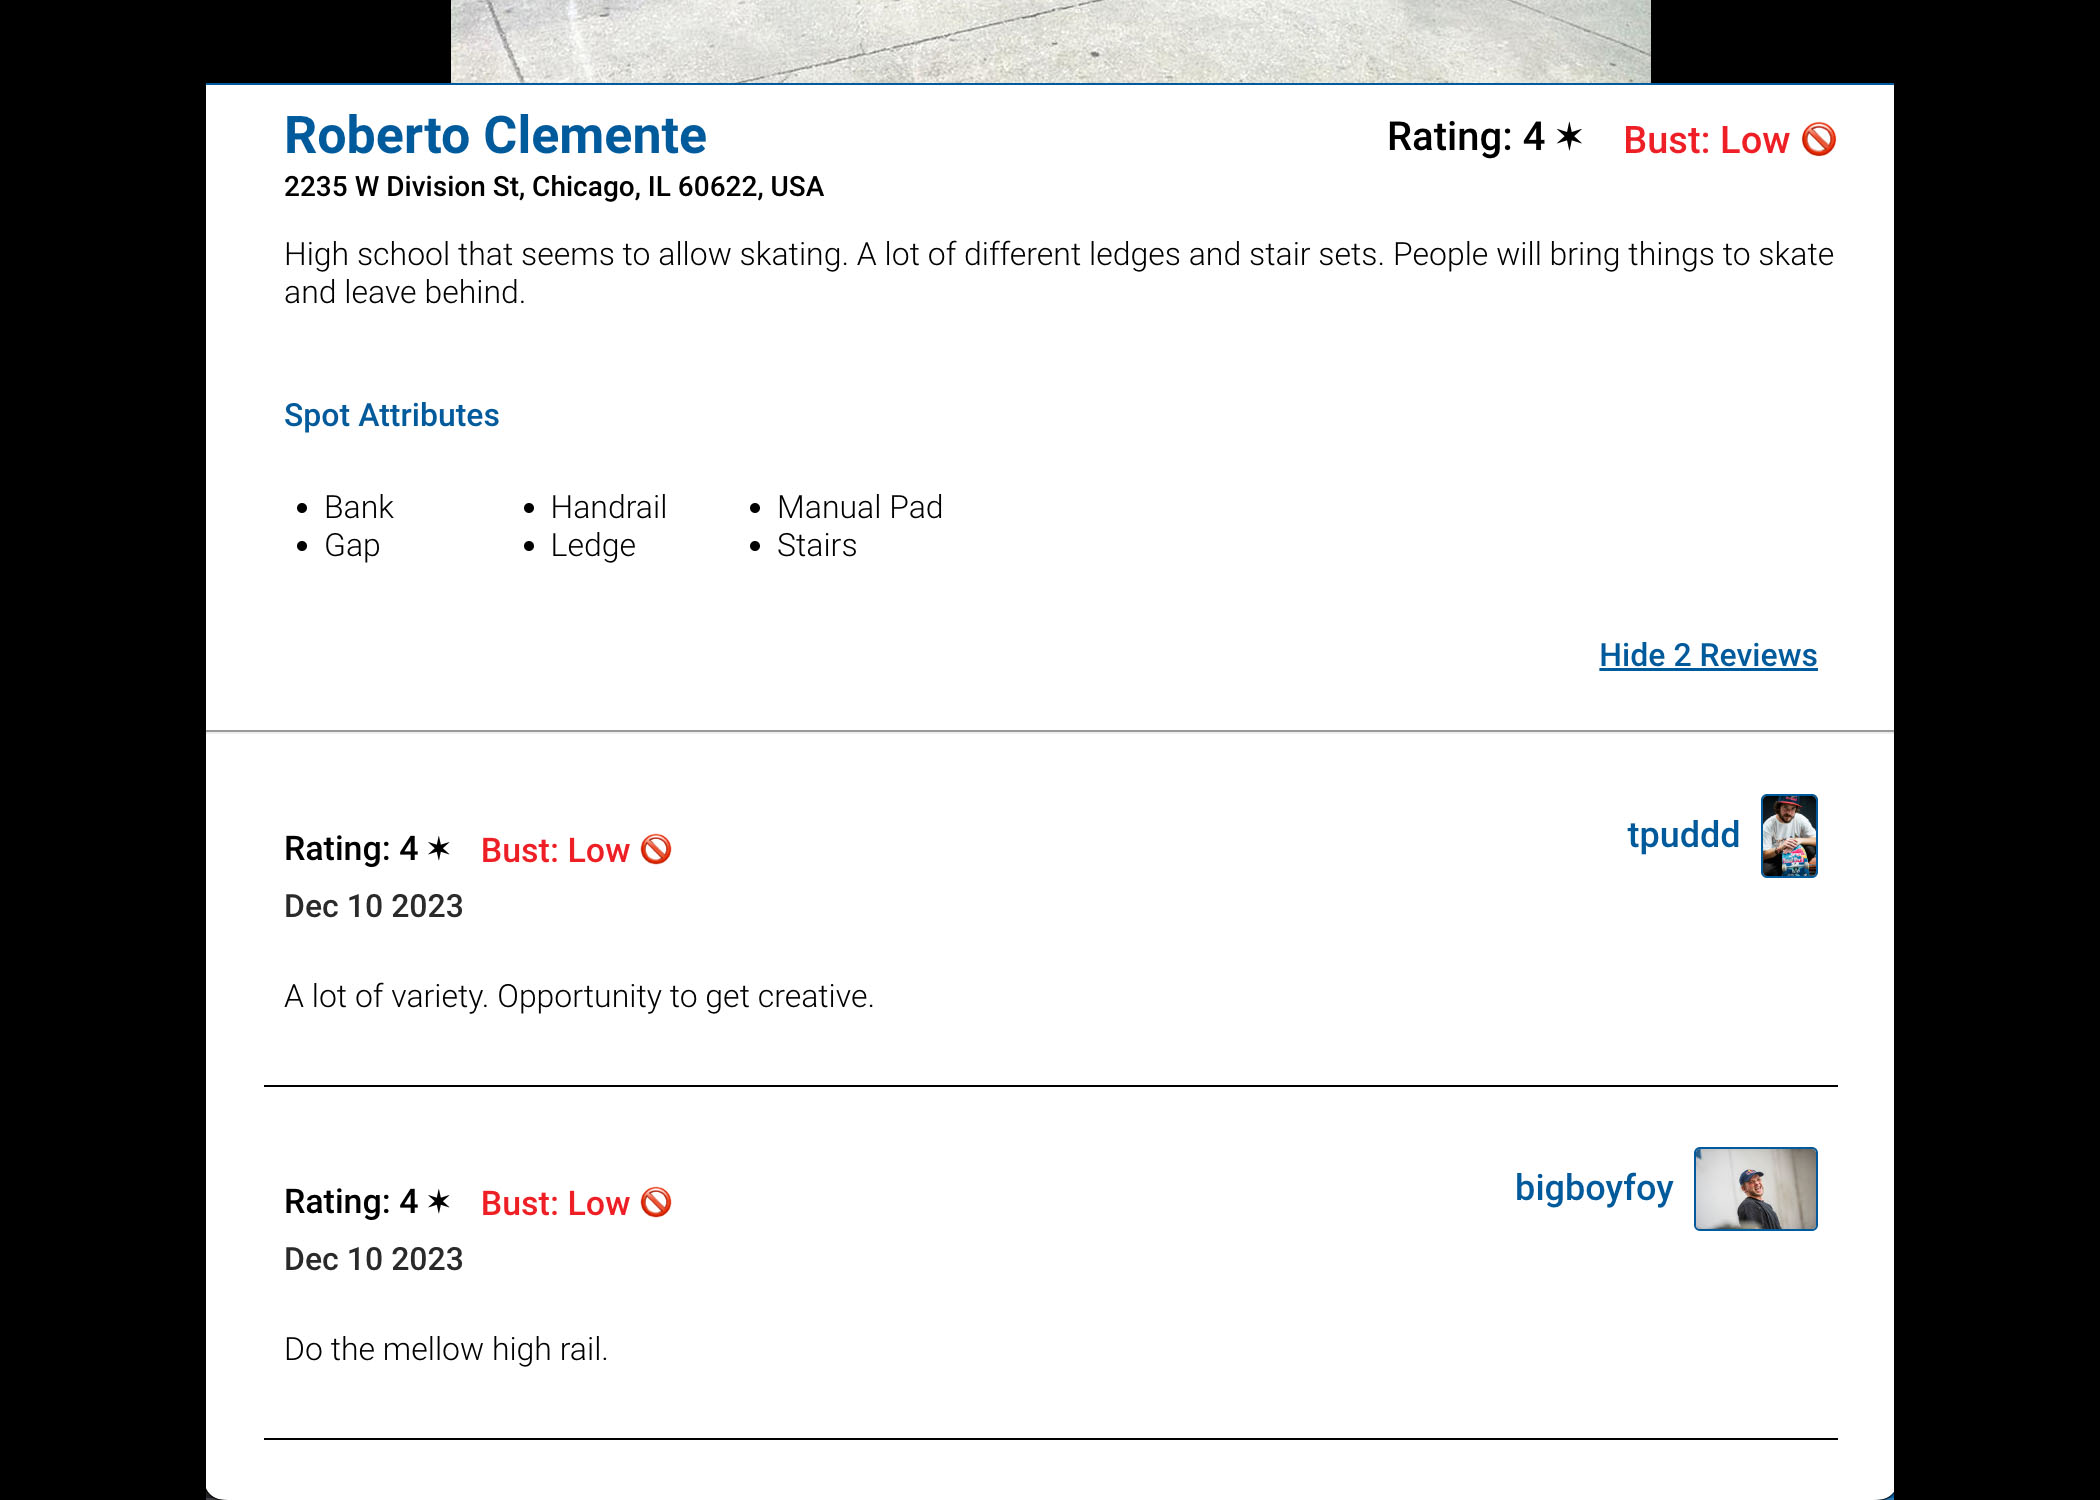 Roberto Clemente
Rating: 4 ✶ Bust: Low 🚫
2235 W Division St, Chicago, IL 60622, USA
High school that seems to allow skating. A lot of different ledges and stair sets. People will bring things to skate
and leave behind.
Spot Attributes
• Bank • Handrail • Manual Pad
• Gap • Ledge • Stairs
Hide 2 Reviews
tpuddd
Rating: 4 ✶ Bust: Low 🚫
Dec 10 2023
A lot of variety. Opportunity to get creative.
bigboyfoy
Rating: 4 ✶ Bust: Low 🚫
Dec 10 2023
Do the mellow high rail.